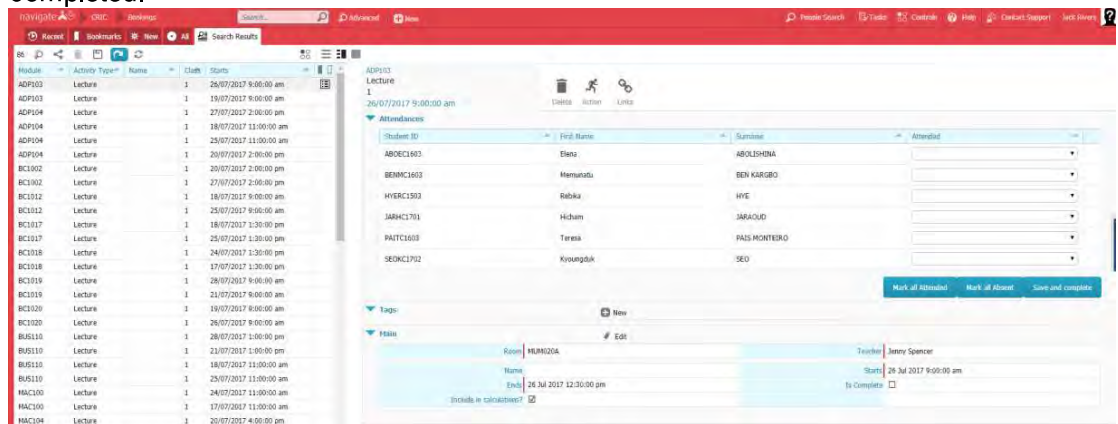 completed.
navigate OIIC Bookings Search... Advanced New People Search Tasks Controls Help Contact Support Jack Rivers
Recent Bookmarks New All Search Results
86
Module Activity Type Name Class Starts
ADP103 Lecture 1 26/07/2017 9:00:00 am
ADP103 Lecture 1 19/07/2017 9:00:00 am
ADP104 Lecture 1 27/07/2017 2:00:00 pm
ADP104 Lecture 1 18/07/2017 11:00:00 am
ADP104 Lecture 1 25/07/2017 11:00:00 am
ADP104 Lecture 1 20/07/2017 2:00:00 pm
BC1002 Lecture 1 20/07/2017 2:00:00 pm
BC1002 Lecture 1 27/07/2017 2:00:00 pm
BC1012 Lecture 1 18/07/2017 9:00:00 am
BC1012 Lecture 1 25/07/2017 9:00:00 am
BC1017 Lecture 1 18/07/2017 1:30:00 pm
BC1017 Lecture 1 25/07/2017 1:30:00 pm
BC1018 Lecture 1 24/07/2017 1:30:00 pm
BC1018 Lecture 1 17/07/2017 1:30:00 pm
BC1019 Lecture 1 28/07/2017 9:00:00 am
BC1019 Lecture 1 21/07/2017 9:00:00 am
BC1020 Lecture 1 19/07/2017 8:00:00 am
BC1020 Lecture 1 26/07/2017 9:00:00 am
BUS110 Lecture 1 28/07/2017 1:00:00 pm
BUS110 Lecture 1 21/07/2017 1:00:00 pm
BUS110 Lecture 1 18/07/2017 11:00:00 am
BUS110 Lecture 1 25/07/2017 11:00:00 am
MAC100 Lecture 1 24/07/2017 11:00:00 am
MAC100 Lecture 1 17/07/2017 11:00:00 am
MAC104 Lecture 1 20/07/2017 4:00:00 pm
ADP103
Lecture
1
26/07/2017 9:00:00 am
Delete Action Links
Attendances
Student ID First Name Surname Attended
ABOEC1603 Elena ABOLISHINA
BENMC1603 Memunatu BEN KARGBO
HYERC1503 Rebika HYE
JARHC1701 Hicham JARAOUD
PAITC1603 Teresa PAIS MONTEIRO
SEOKC1702 Kyoungduk SEO
Mark all Attended Mark all Absent Save and complete
Tags New
Main Edit
Room MUM020A Teacher Jenny Spencer
Name Starts 26 Jul 2017 9:00:00 am
Ends 26 Jul 2017 12:30:00 pm Is Complete
Include in calculations?